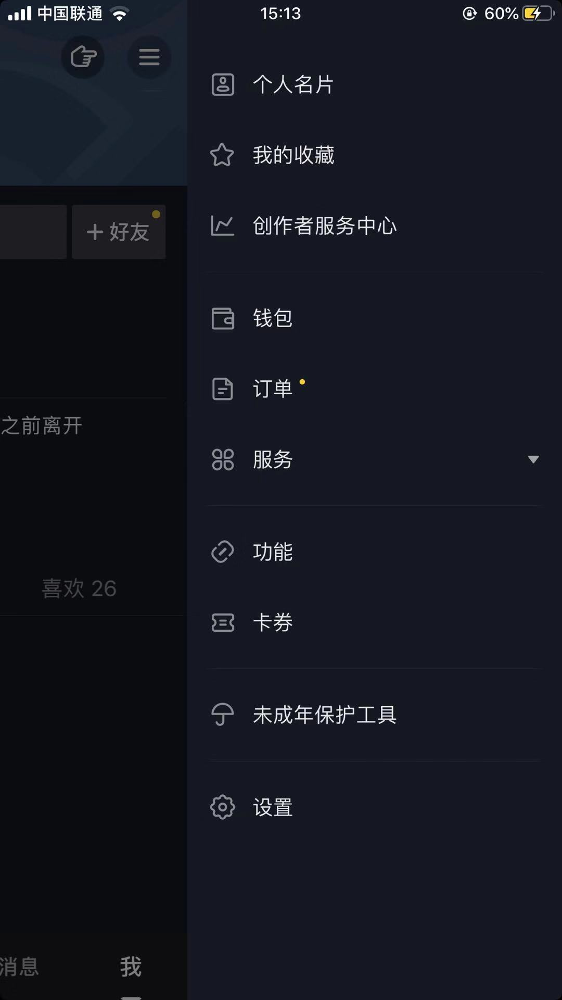 中国联通
15:13
60%
个人名片
我的收藏
创作者服务中心
好友
钱包
订单
之前离开
服务
功能
喜欢 26
卡券
未成年保护工具
设置
消息
我